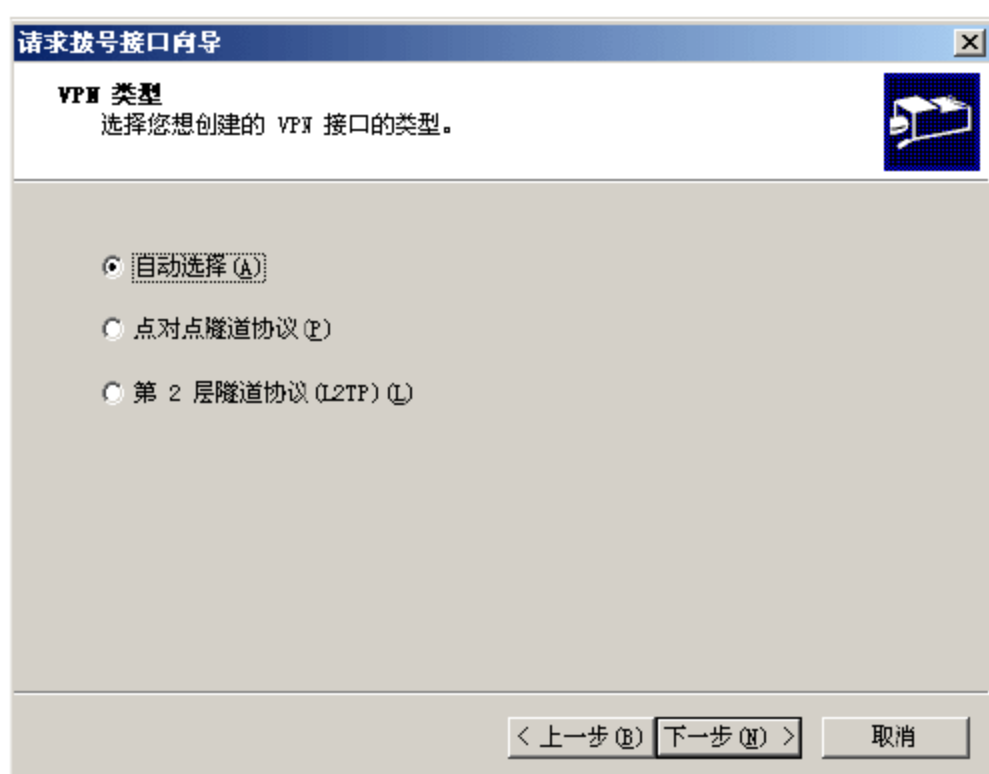 请求拨号接口向导
VPN 类型
选择您想创建的 VPN 接口的类型。
自动选择(A)
点对点隧道协议(P)
第 2 层隧道协议(L2TP)(L)
< 上一步(B) 下一步(N) > 取消